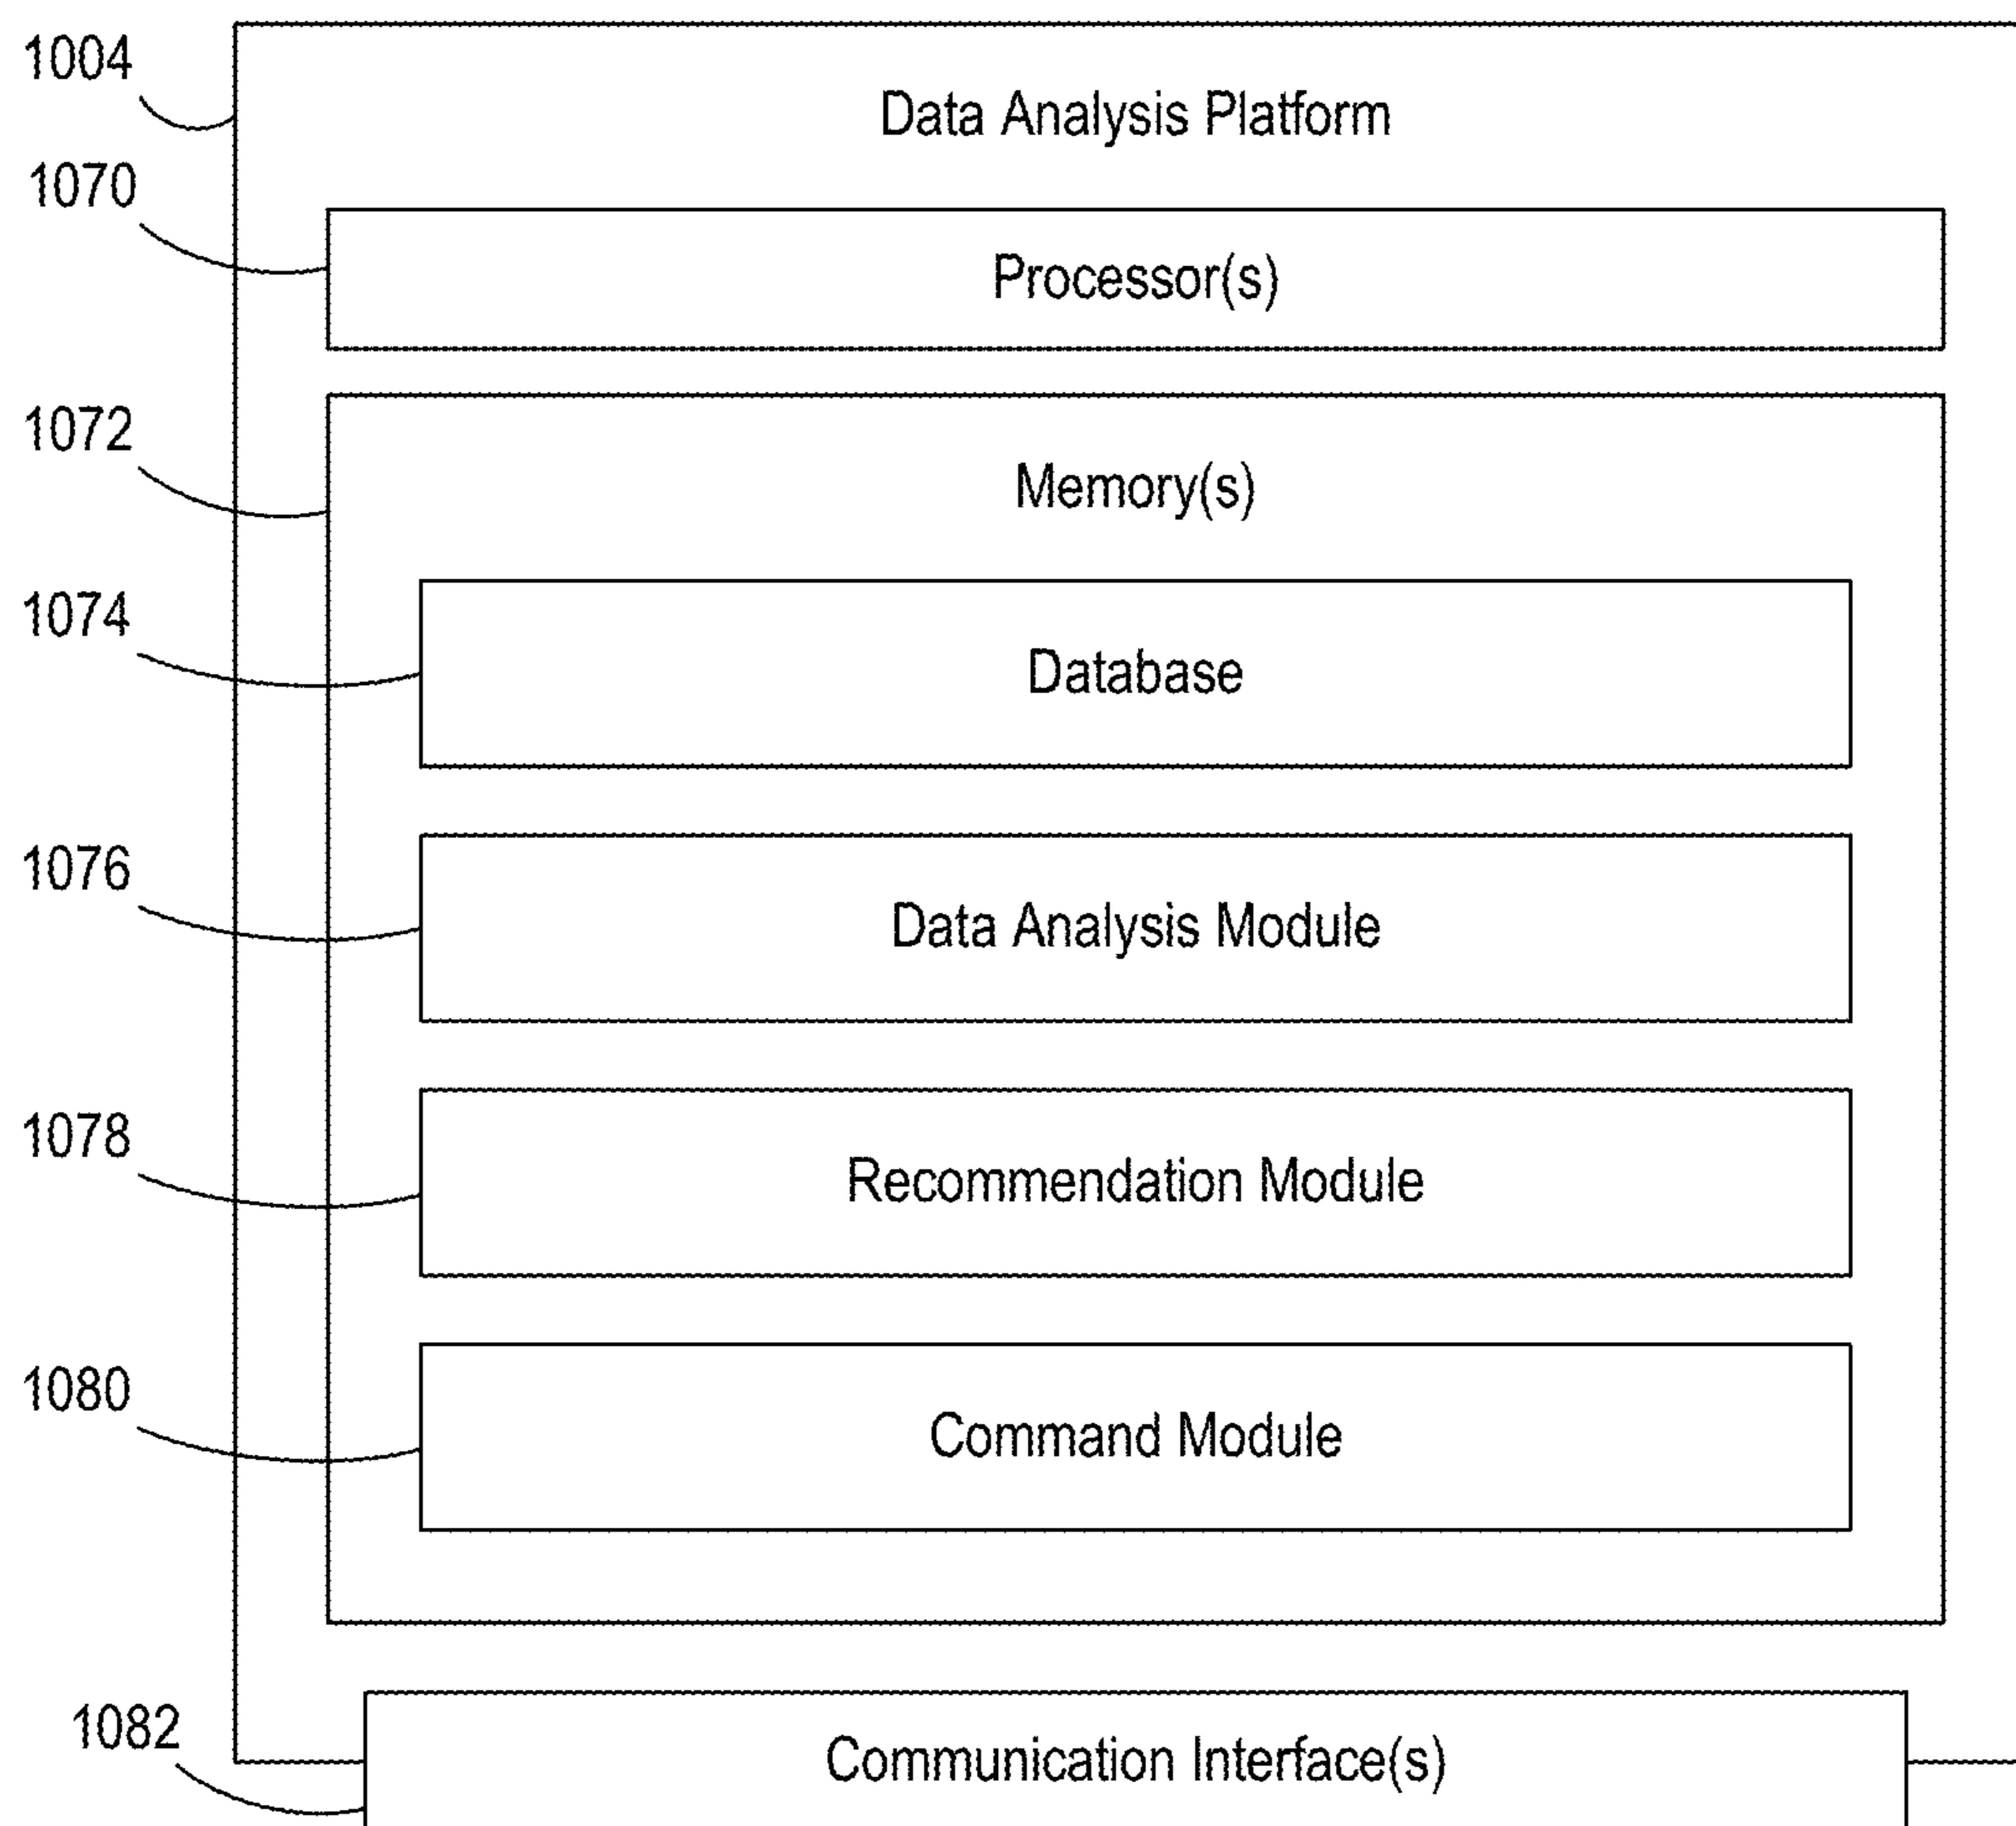 1004
Data Analysis Platform
1070
Processor(s)
1072
Memory(s)
1074
Database
1076
Data Analysis Module
1078
Recommendation Module
1080
Command Module
1082
Communication Interface(s)